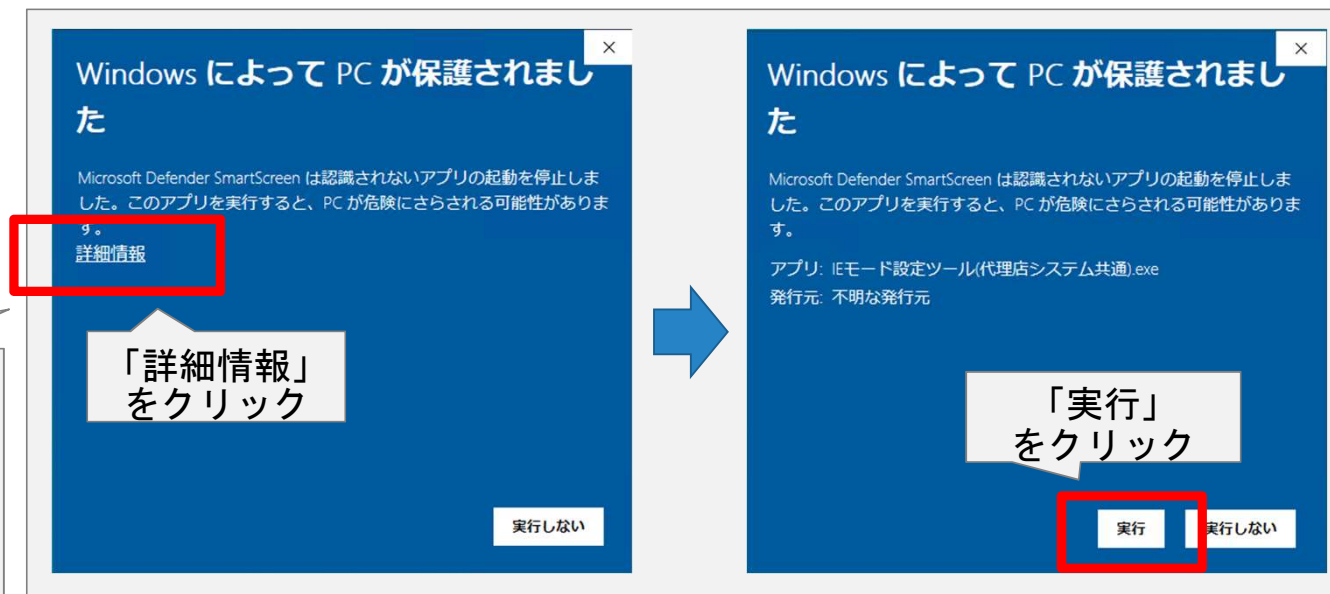 Windows によって PC が保護されまし
た
Microsoft Defender SmartScreen は認識されないアプリの起動を停止しま
した。このアプリを実行すると、PC が危険にさらされる可能性がありま
す。
詳細情報
「詳細情報」
をクリック
実行しない
Windows によって PC が保護されまし
た
Microsoft Defender SmartScreen は認識されないアプリの起動を停止しま
した。このアプリを実行すると、PC が危険にさらされる可能性がありま
す。
アプリ: IEモード設定ツール(代理店システム共通).exe
発行元: 不明な発行元
「実行」
をクリック
実行
実行しない